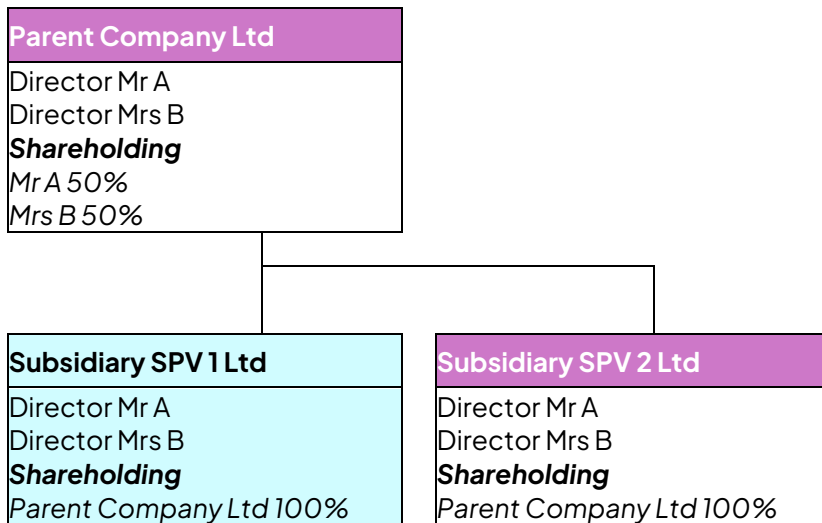 Parent Company Ltd
Director Mr A
Director Mrs B
Shareholding
Mr A 50%
Mrs B 50%
Subsidiary SPV 1 Ltd
Director Mr A
Director Mrs B
Shareholding
Parent Company Ltd 100%
Subsidiary SPV 2 Ltd
Director Mr A
Director Mrs B
Shareholding
Parent Company Ltd 100%